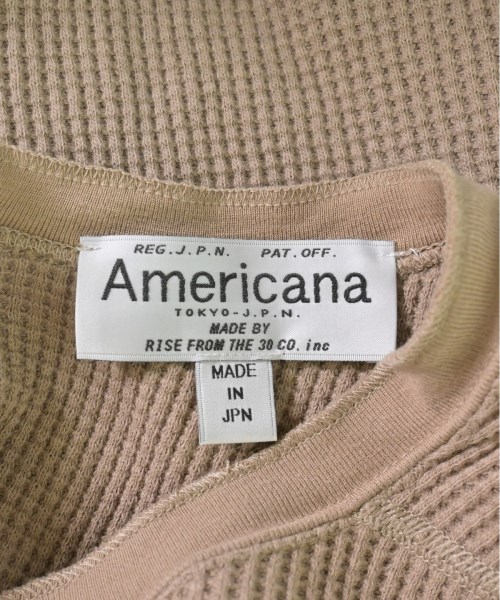 REG.J.P.N. PAT.OFF.
Americana
TOKYO-J.P.N.
MADE BY
RISE FROM THE 30 CO. inc
MADE
IN
JPN